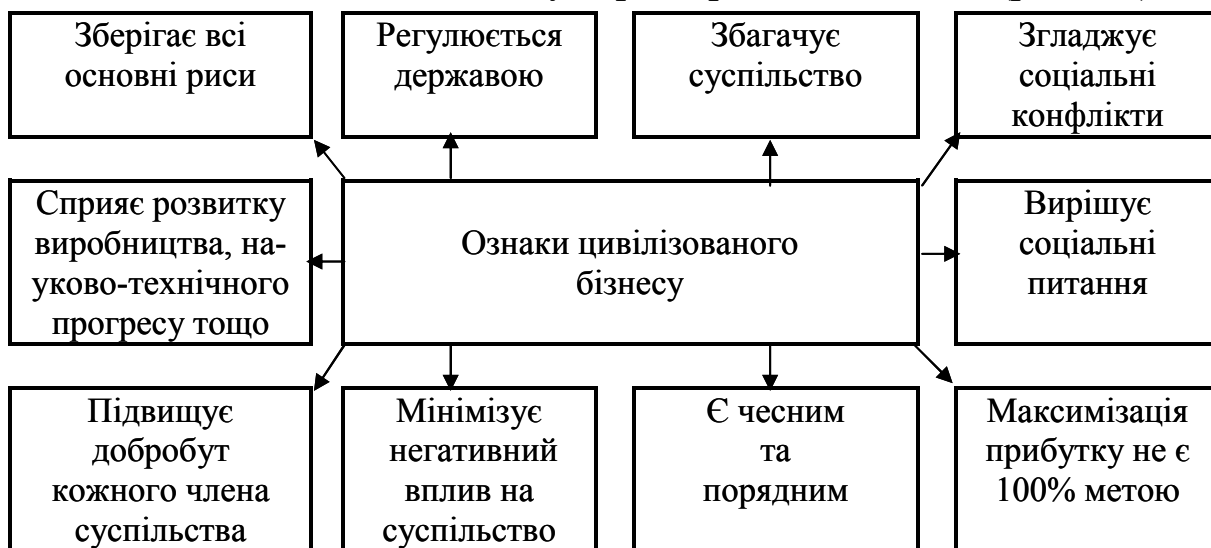 Зберігає всі
основні риси
Регулюється
державою
Збагачує
суспільство
Згладжує
соціальні
конфлікти
Сприяє розвитку
виробництва, на-
уково-технічного
прогресу тощо
Ознаки цивілізованого
бізнесу
Вирішує
соціальні
питання
Підвищує
добробут
кожного члена
суспільства
Мінімізує
негативний
вплив на
суспільство
Є чесним
та
порядним
Максимізація
прибутку не є
100% метою